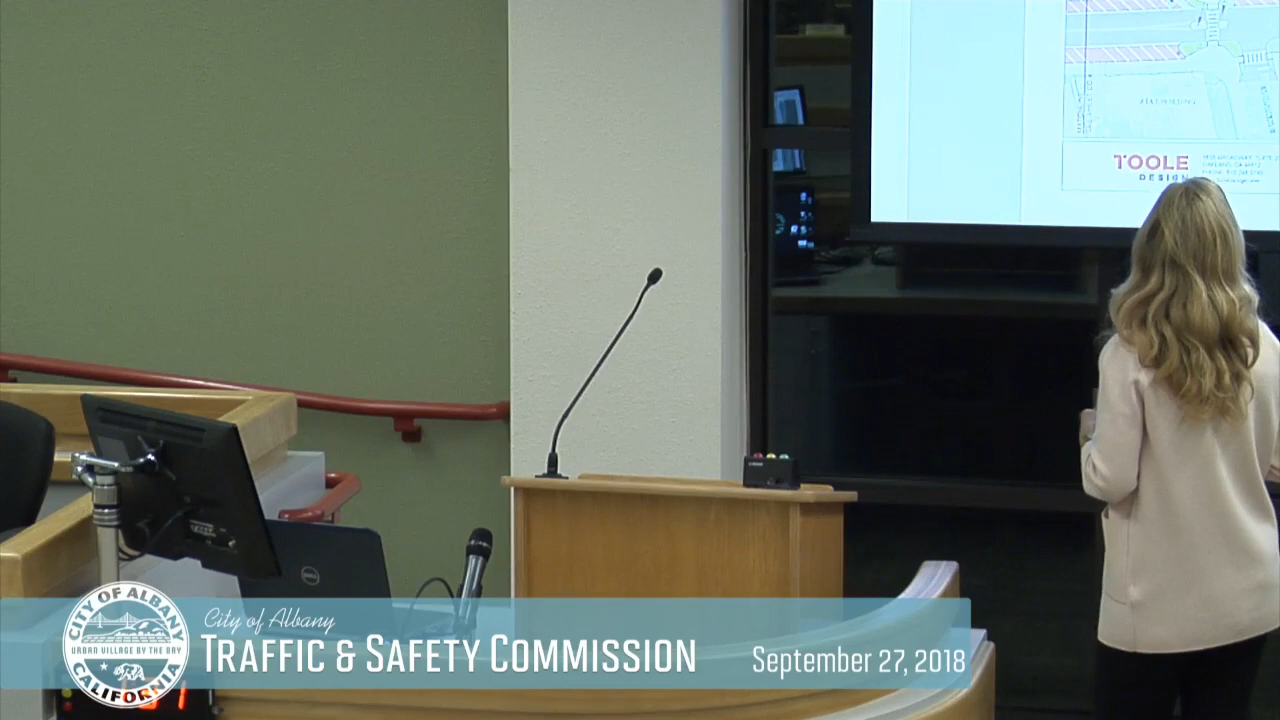 TOOLE
DESIGN
DELL
City of Albany
TRAFFIC & SAFETY COMMISSION
September 27, 2018
CITY OF ALBANY
URBAN VILLAGE BY THE BAY
CALIFORNIA